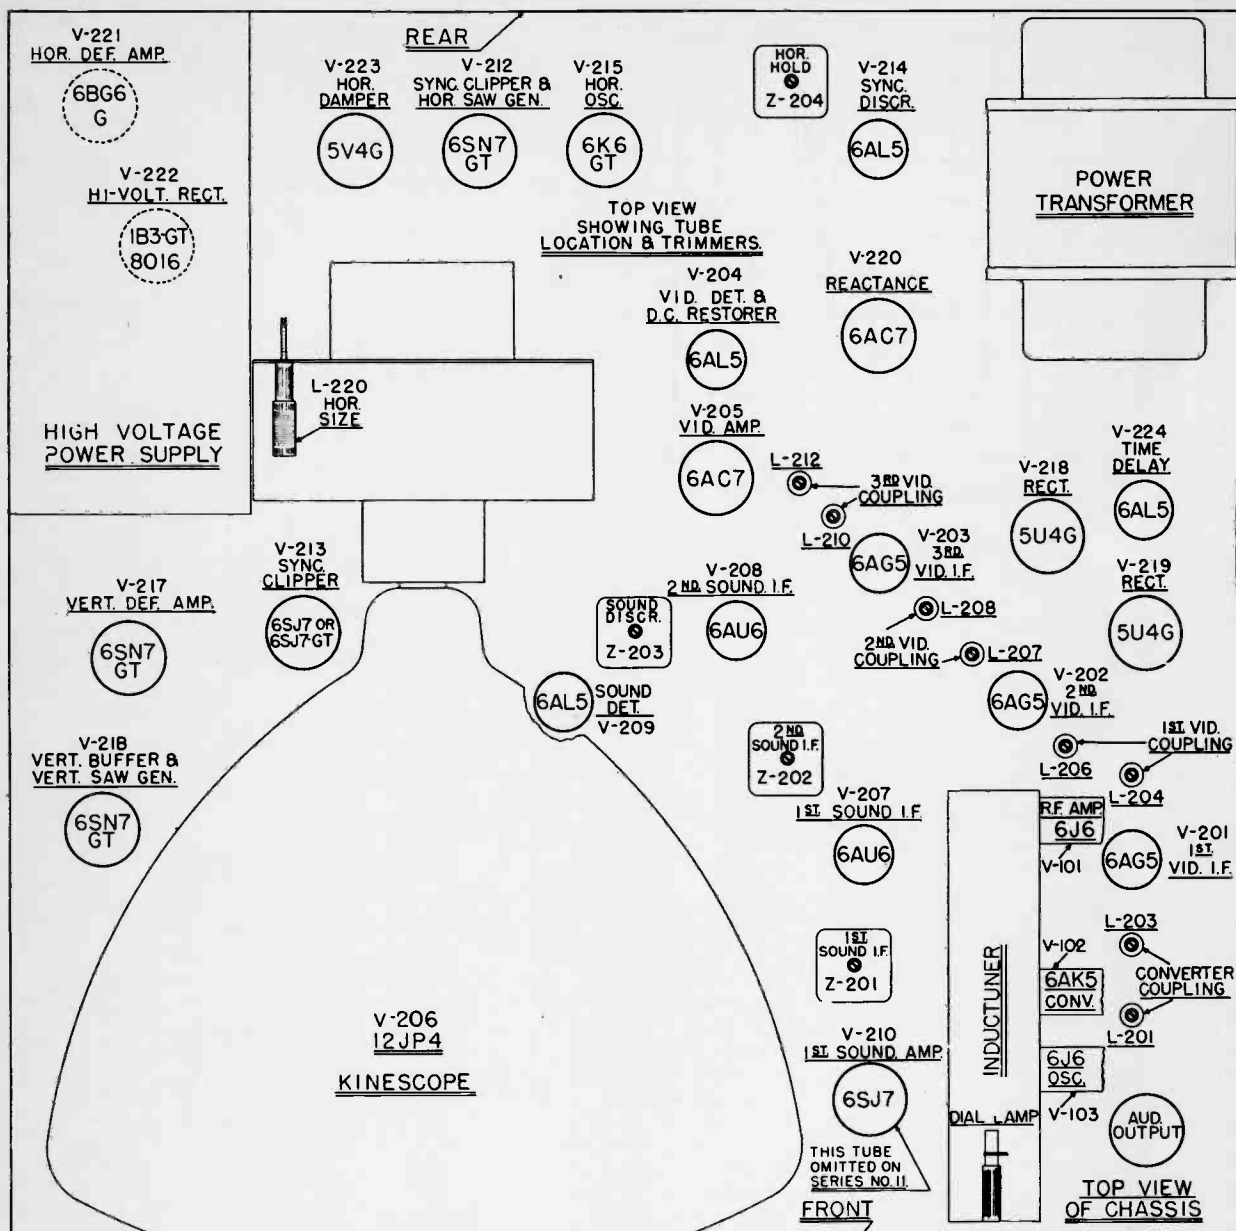 REAR
V-221
HOR. DEF. AMP.
6BG6
G
V-222
HI-VOLT. RECT.
1B3-GT
8016
V-223
HOR.
DAMPER
5V4G
V-212
SYNC. CLIPPER &
HOR. SAW GEN.
6SN7
GT
V-215
HOR.
OSC.
6K6
GT
HOR.
HOLD
Z-204
V-214
SYNC.
DISCR.
6AL5
POWER
TRANSFORMER
TOP VIEW
SHOWING TUBE
LOCATION & TRIMMERS.
V-204
VID. DET. &
D.C. RESTORER
6AL5
V-220
REACTANCE
6AC7
L-220
HOR.
SIZE
HIGH VOLTAGE
POWER SUPPLY
V-205
VID. AMP.
6AC7
L-212
3RD VID.
COUPLING
L-210
V-203
3RD.
VID. I.F.
6AG5
V-218
RECT.
5U4G
V-224
TIME
DELAY
6AL5
V-219
RECT.
5U4G
V-213
SYNC.
CLIPPER
6SJ7 OR
6SJ7-GT
V-217
VERT. DEF. AMP.
6SN7
GT
SOUND
DISCR.
Z-203
V-208
2ND. SOUND I.F.
6AU6
L-208
2ND VID.
COUPLING
L-207
V-202
2ND
VID. I.F.
6AG5
6AL5
SOUND
DET.
V-209
V-218
VERT. BUFFER &
VERT. SAW GEN.
6SN7
GT
2ND
SOUND I.F.
Z-202
1ST. VID.
COUPLING
L-206
L-204
V-207
1ST. SOUND I.F.
6AU6
R.F. AMP.
6J6
V-101
V-201
1ST.
VID. I.F.
6AG5
1ST.
SOUND I.F.
Z-201
INDUCTUNER
L-203
V-102
6AK5
CONV.
CONVERTER
COUPLING
L-201
V-206
12JP4
KINESCOPE
V-210
1ST. SOUND. AMP.
6SJ7
6J6
OSC.
V-103
DIAL LAMP
AUD.
OUTPUT
THIS TUBE
OMITTED ON
SERIES NO. 11.
FRONT
TOP VIEW
OF CHASSIS